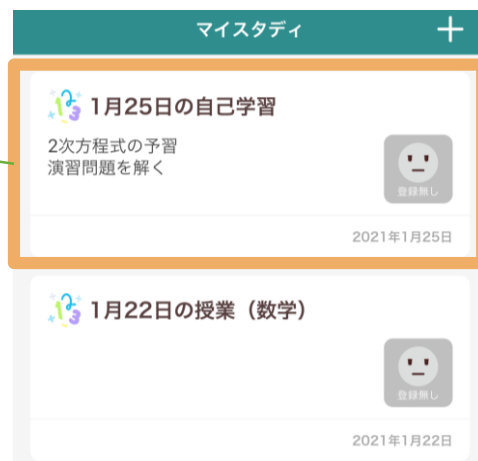 マイスタディ
1月25日の自己学習
2次方程式の予習
演習問題を解く
登録無し
2021年1月25日
1月22日の授業（数学）
登録無し
2021年1月22日